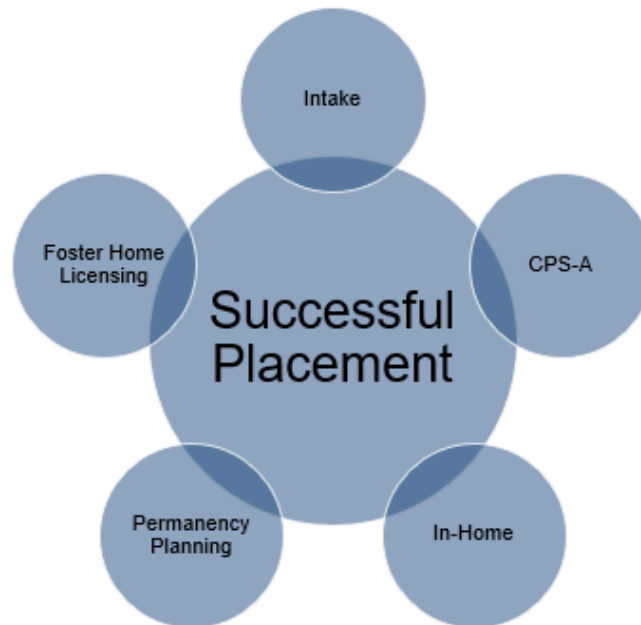 Intake
Foster Home
Licensing
CPS-A
Successful
Placement
Permanency
Planning
In-Home